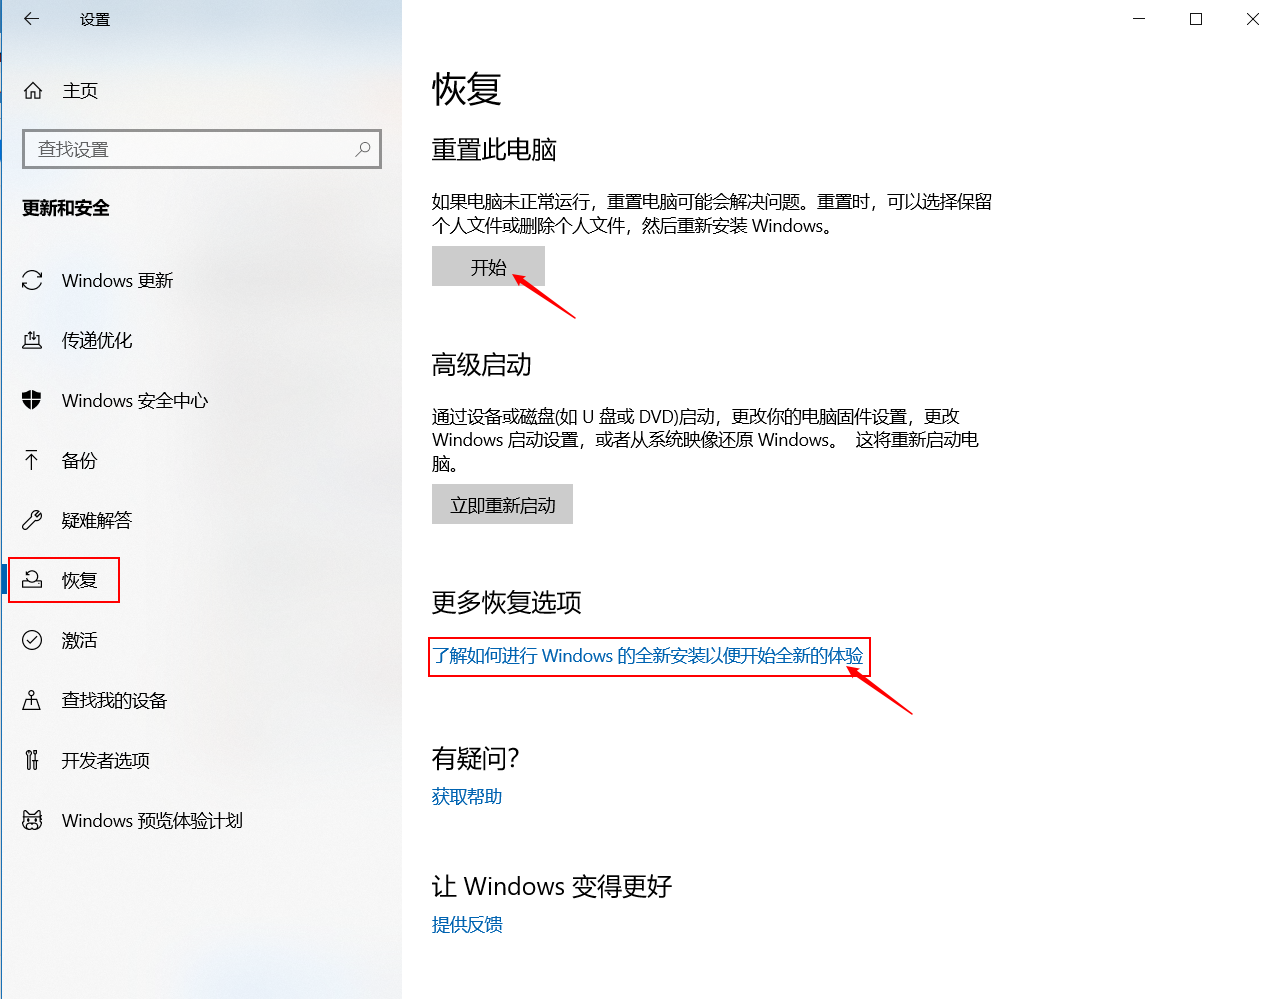 设置
主页
查找设置
更新和安全
Windows 更新
传递优化
Windows 安全中心
备份
疑难解答
恢复
激活
查找我的设备
开发者选项
Windows 预览体验计划
恢复
重置此电脑
如果电脑未正常运行，重置电脑可能会解决问题。重置时，可以选择保留
个人文件或删除个人文件，然后重新安装 Windows。
开始
高级启动
通过设备或磁盘(如 U 盘或 DVD)启动，更改你的电脑固件设置，更改
Windows 启动设置，或者从系统映像还原 Windows。 这将重新启动电
脑。
立即重新启动
更多恢复选项
了解如何进行 Windows 的全新安装以便开始全新的体验
有疑问?
获取帮助
让 Windows 变得更好
提供反馈